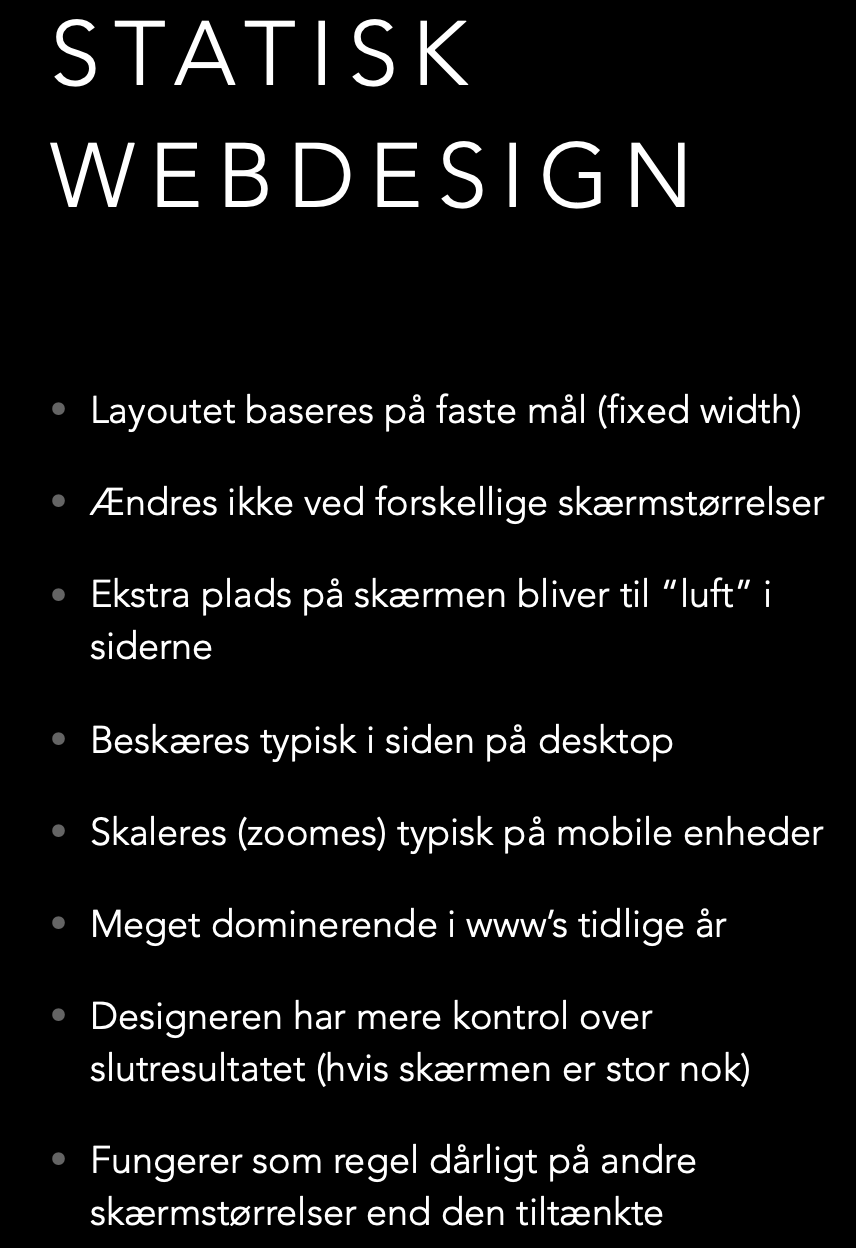 STATISK
WEBDESIGN
• Layoutet baseres på faste mål (fixed width)
• Ændres ikke ved forskellige skærmstørrelser
• Ekstra plads på skærmen bliver til “luft” i
siderne
• Beskæres typisk i siden på desktop
• Skaleres (zoomes) typisk på mobile enheder
• Meget dominerende i www’s tidlige år
• Designeren har mere kontrol over
slutresultatet (hvis skærmen er stor nok)
• Fungerer som regel dårligt på andre
skærmstørrelser end den tiltænkte